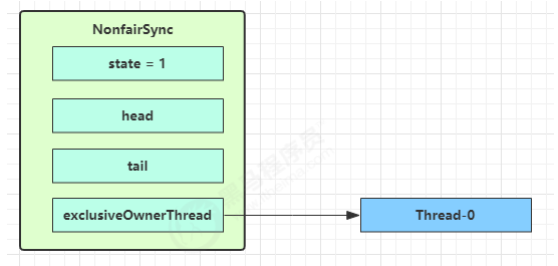 NonfairSync
state = 1
head
tail
exclusiveOwnerThread
Thread-0